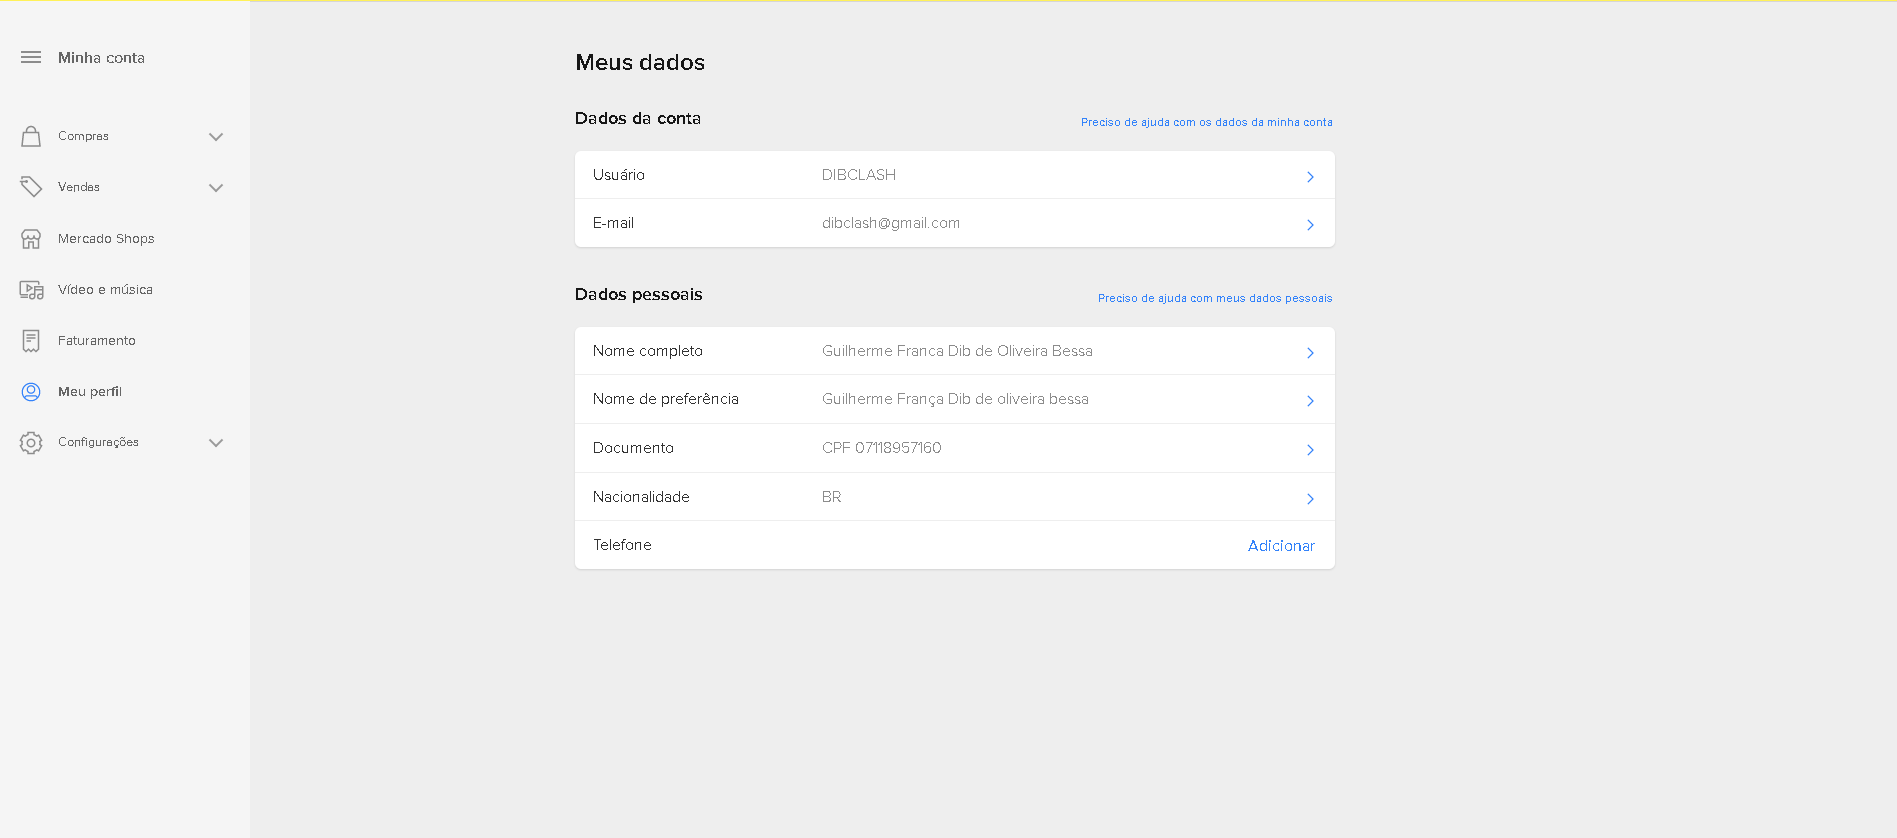 Minha conta
Compras
Vendas
Mercado Shops
Vídeo e música
Faturamento
Meu perfil
Configurações
Meus dados
Dados da conta
Preciso de ajuda com os dados da minha conta
Usuário DIBCLASH
E-mail dibclash@gmail.com
Dados pessoais
Preciso de ajuda com meus dados pessoais
Nome completo Guilherme Franca Dib de Oliveira Bessa
Nome de preferência Guilherme França Dib de oliveira bessa
Documento CPF 07118957160
Nacionalidade BR
Telefone Adicionar